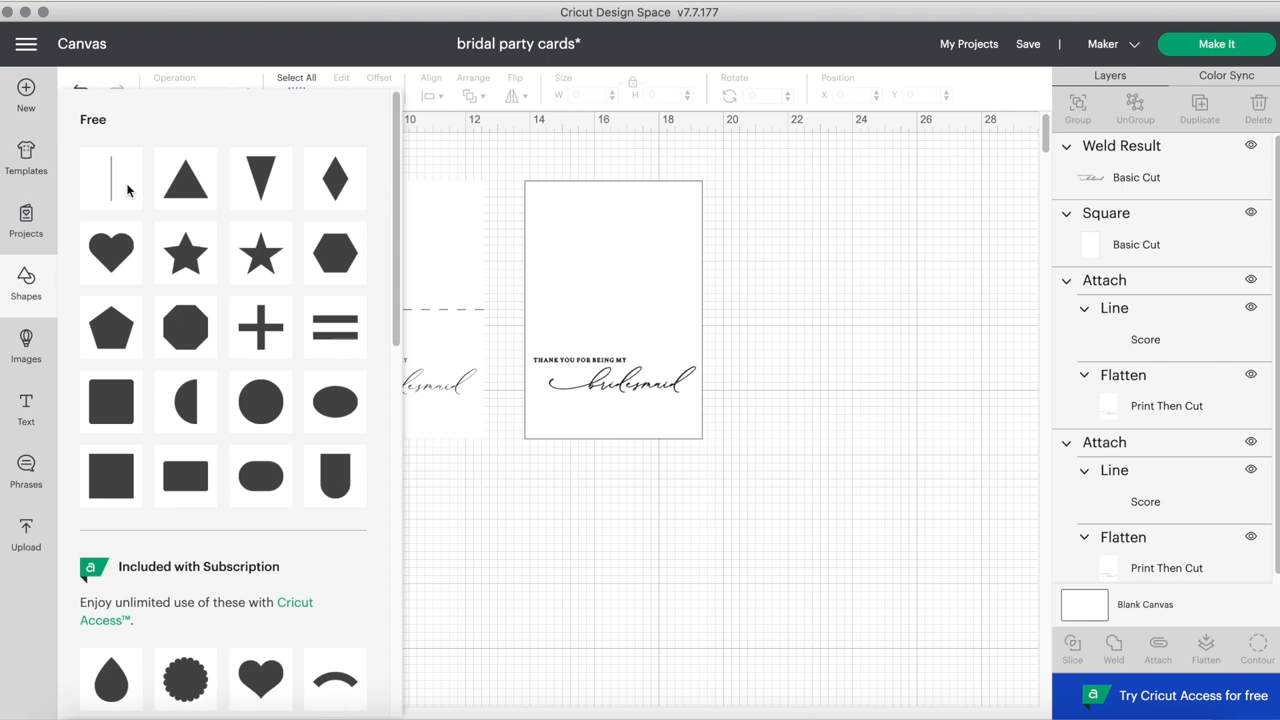 Cricut Design Space v7.7.177
Canvas
bridal party cards*
My Projects
Save
|
Maker
Make It
New
Templates
Projects
Shapes
Images
Text
Phrases
Upload
Operation
Select All
Edit
Offset
Align
Arrange
Flip
Size
W 0
H 0
Rotate
0
Position
X 0
Y 0
Free
Included with Subscription
Enjoy unlimited use of these with Cricut
Access™.
10 12 14 16 18 20 22 24 26 28
THANK YOU FOR BEING MY
bridesmaid
Layers
Color Sync
Group
UnGroup
Duplicate
Delete
Weld Result
Basic Cut
Square
Basic Cut
Attach
Line
Score
Flatten
Print Then Cut
Attach
Line
Score
Flatten
Print Then Cut
Blank Canvas
Slice
Weld
Attach
Flatten
Contour
a Try Cricut Access for free